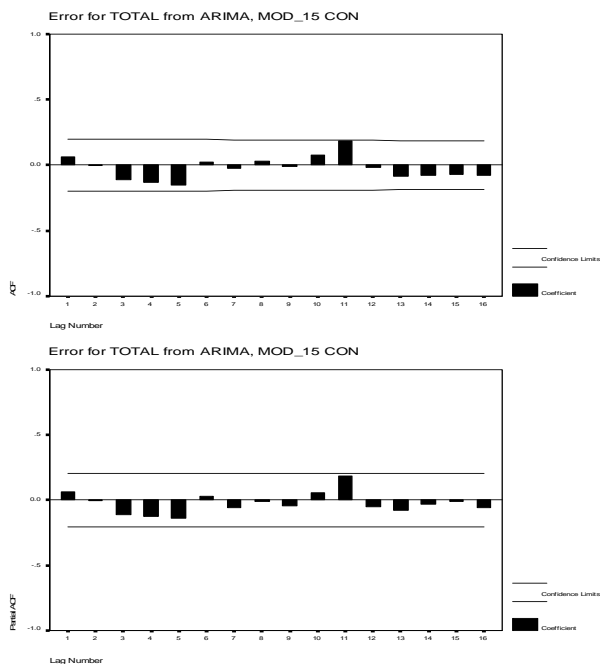 Error for TOTAL from ARIMA, MOD_15 CON
1.0
.5
0.0
-.5
-1.0
ACF
1 2 3 4 5 6 7 8 9 10 11 12 13 14 15 16
Lag Number
Confidence Limits
Coefficient
Error for TOTAL from ARIMA, MOD_15 CON
1.0
.5
0.0
-.5
-1.0
Partial ACF
1 2 3 4 5 6 7 8 9 10 11 12 13 14 15 16
Lag Number
Confidence Limits
Coefficient